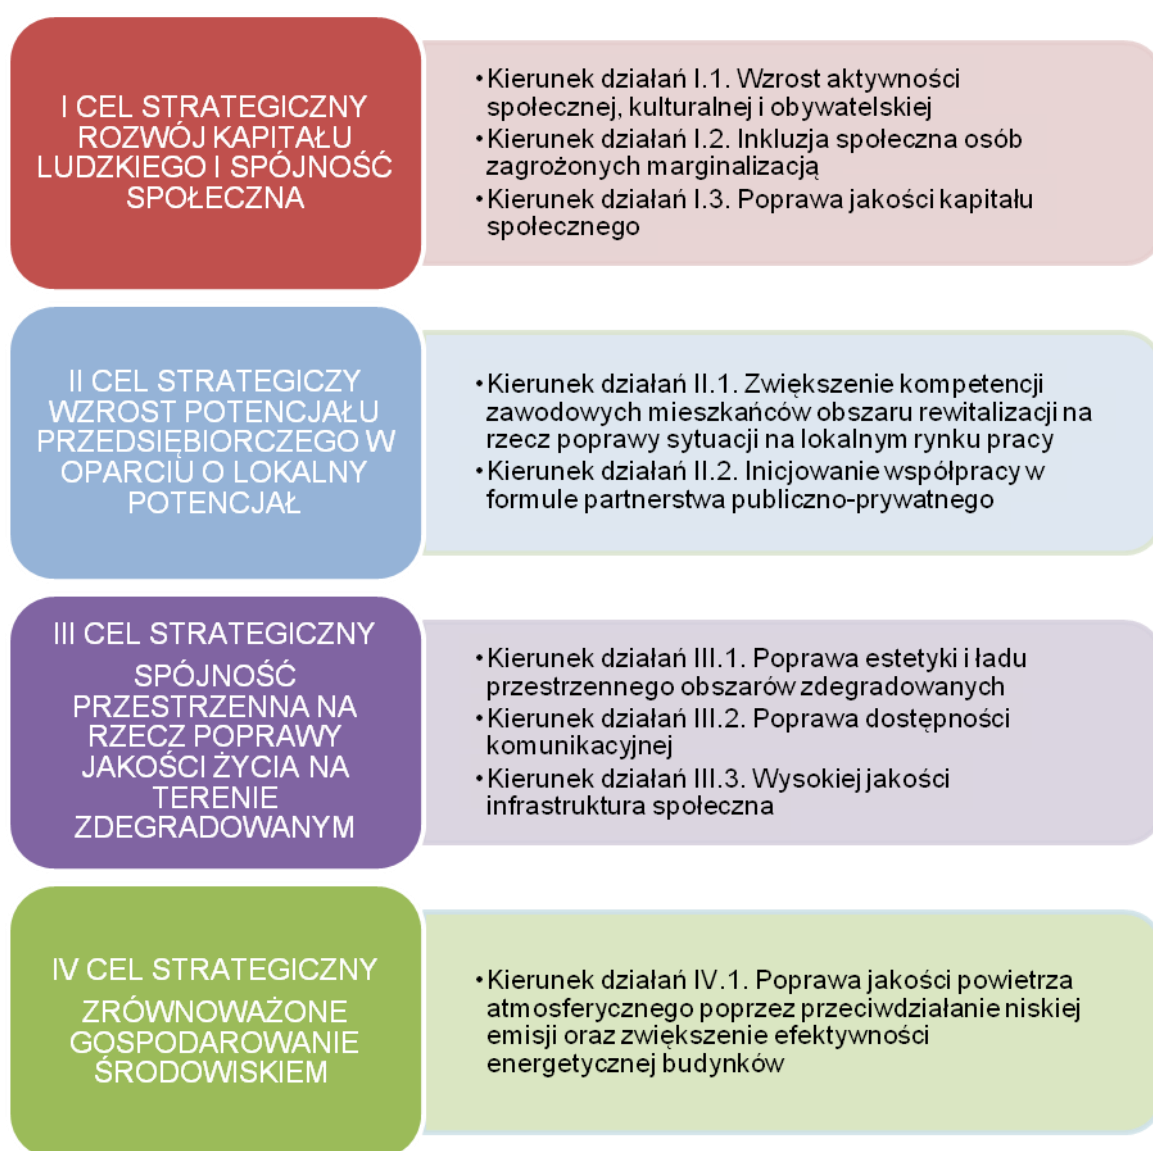 I CEL STRATEGICZNY
ROZWÓJ KAPITAŁU
LUDZKIEGO I SPÓJNOŚĆ
SPOŁECZNA
•Kierunek działań I.1. Wzrost aktywności
społecznej, kulturalnej i obywatelskiej
•Kierunek działań I.2. Inkluzja społeczna osób
zagrożonych marginalizacją
•Kierunek działań I.3. Poprawa jakości kapitału
społecznego
II CEL STRATEGICZY
WZROST POTENCJAŁU
PRZEDSIĘBIORCZEGO W
OPARCIU O LOKALNY
POTENCJAŁ
•Kierunek działań II.1. Zwiększenie kompetencji
zawodowych mieszkańców obszaru rewitalizacji na
rzecz poprawy sytuacji na lokalnym rynku pracy
•Kierunek działań II.2. Inicjowanie współpracy w
formule partnerstwa publiczno-prywatnego
III CEL STRATEGICZNY
SPÓJNOŚĆ
PRZESTRZENNA NA
RZECZ POPRAWY
JAKOŚCI ŻYCIA NA
TERENIE
ZDEGRADOWANYM
•Kierunek działań III.1. Poprawa estetyki i ładu
przestrzennego obszarów zdegradowanych
•Kierunek działań III.2. Poprawa dostępności
komunikacyjnej
•Kierunek działań III.3. Wysokiej jakości
infrastruktura społeczna
IV CEL STRATEGICZNY
ZRÓWNOWAŻONE
GOSPODAROWANIE
ŚRODOWISKIEM
•Kierunek działań IV.1. Poprawa jakości powietrza
atmosferycznego poprzez przeciwdziałanie niskiej
emisji oraz zwiększenie efektywności
energetycznej budynków